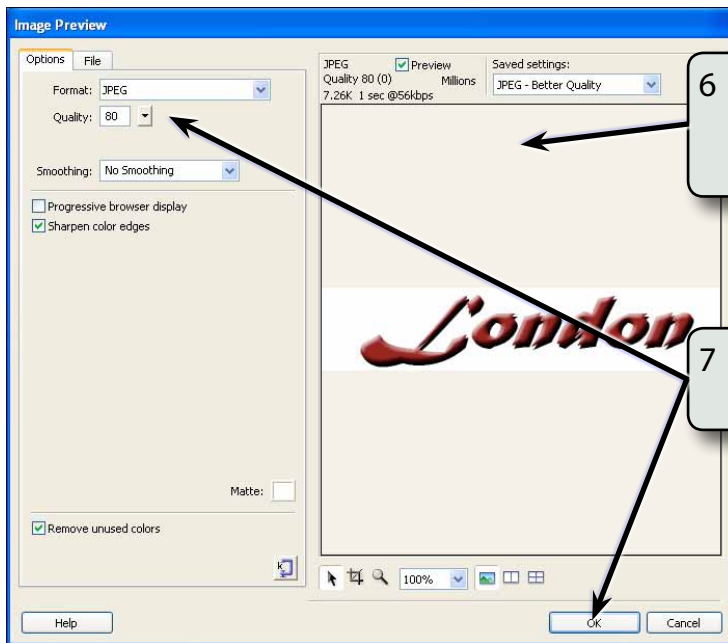 Image Preview
Options File
Format: JPEG
Quality: 80
Smoothing: No Smoothing
Progressive browser display
Sharpen color edges
Matte:
Remove unused colors
Help
JPEG Preview
Quality 80 (0) Millions
7.26K 1 sec @56kbps
Saved settings:
JPEG - Better Quality
6
London
7
100%
OK Cancel